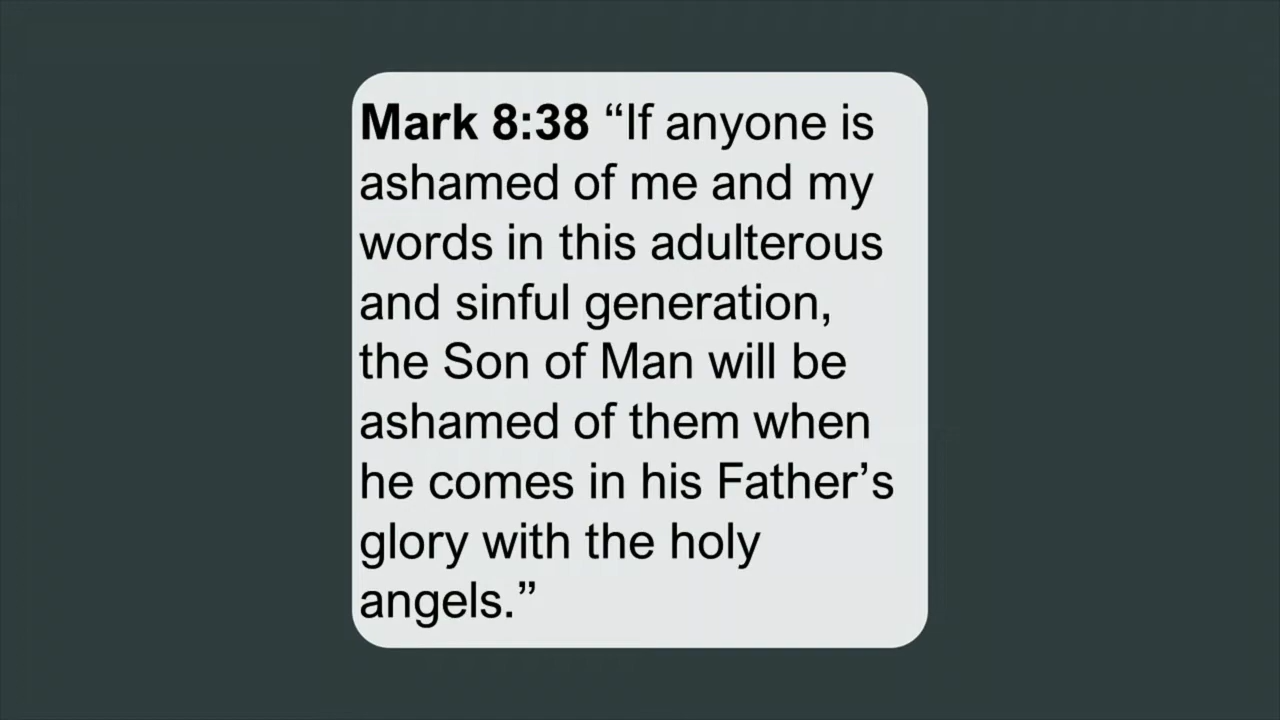 Mark 8:38 “If anyone is
ashamed of me and my
words in this adulterous
and sinful generation,
the Son of Man will be
ashamed of them when
he comes in his Father’s
glory with the holy
angels.”